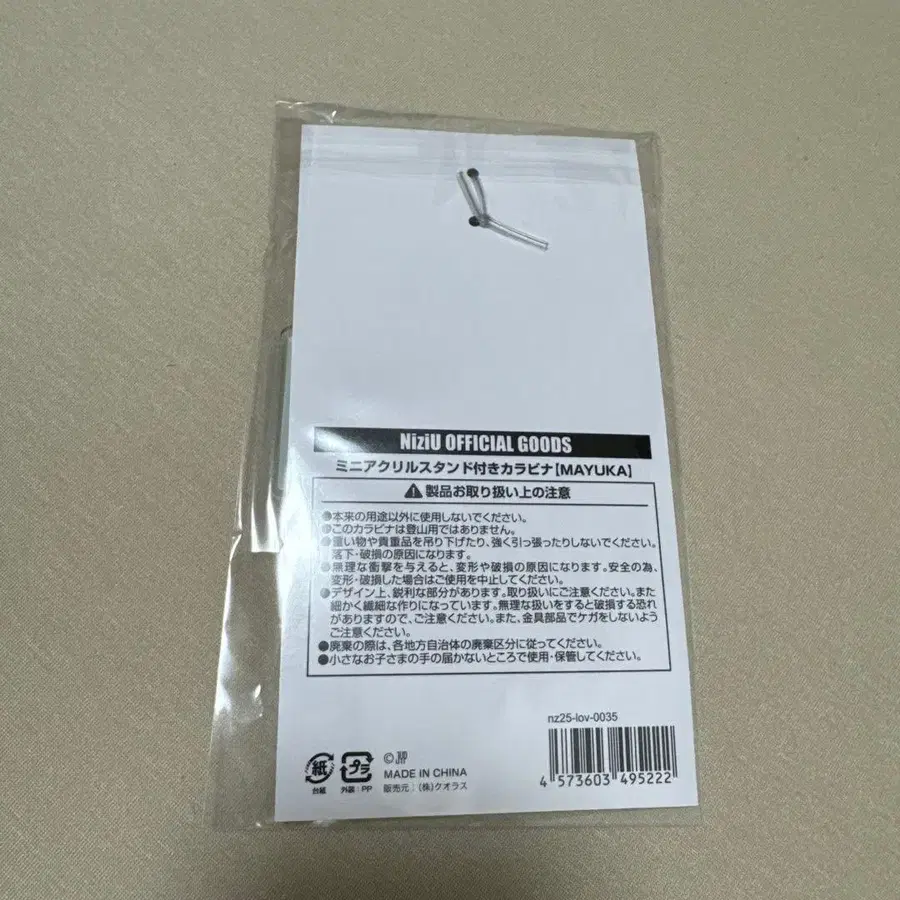 NiziU OFFICIAL GOODS
ミニアクリルスタンド付きカラビナ【MAYUKA】
製品お取り扱い上の注意
●本来の用途以外に使用しないでください。
●このカラビナは登山用ではありません。
●重い物や貴重品を吊り下げたり、強く引っ張ったりしないでください。
落下・破損の原因になります。
●無理な衝撃を与えると、変形や破損の原因になります。安全の為、
変形・破損した場合はご使用を中止してください。
●デザイン上、鋭利な部分があります。取り扱いにご注意ください。また
細かく繊細な作りになっています。無理な扱いをすると破損する恐れ
がありますので、ご注意ください。また、金具部品でケガをしないよう
ご注意ください。
●廃棄の際は、各地方自治体の廃棄区分に従ってください。
●小さなお子さまの手の届かないところで使用・保管してください。
nz25-lov-0035
紙
台紙
プラ
外装：PP
© JYP
MADE IN CHINA
販売元：(株)ケオラス
4 573603 495222